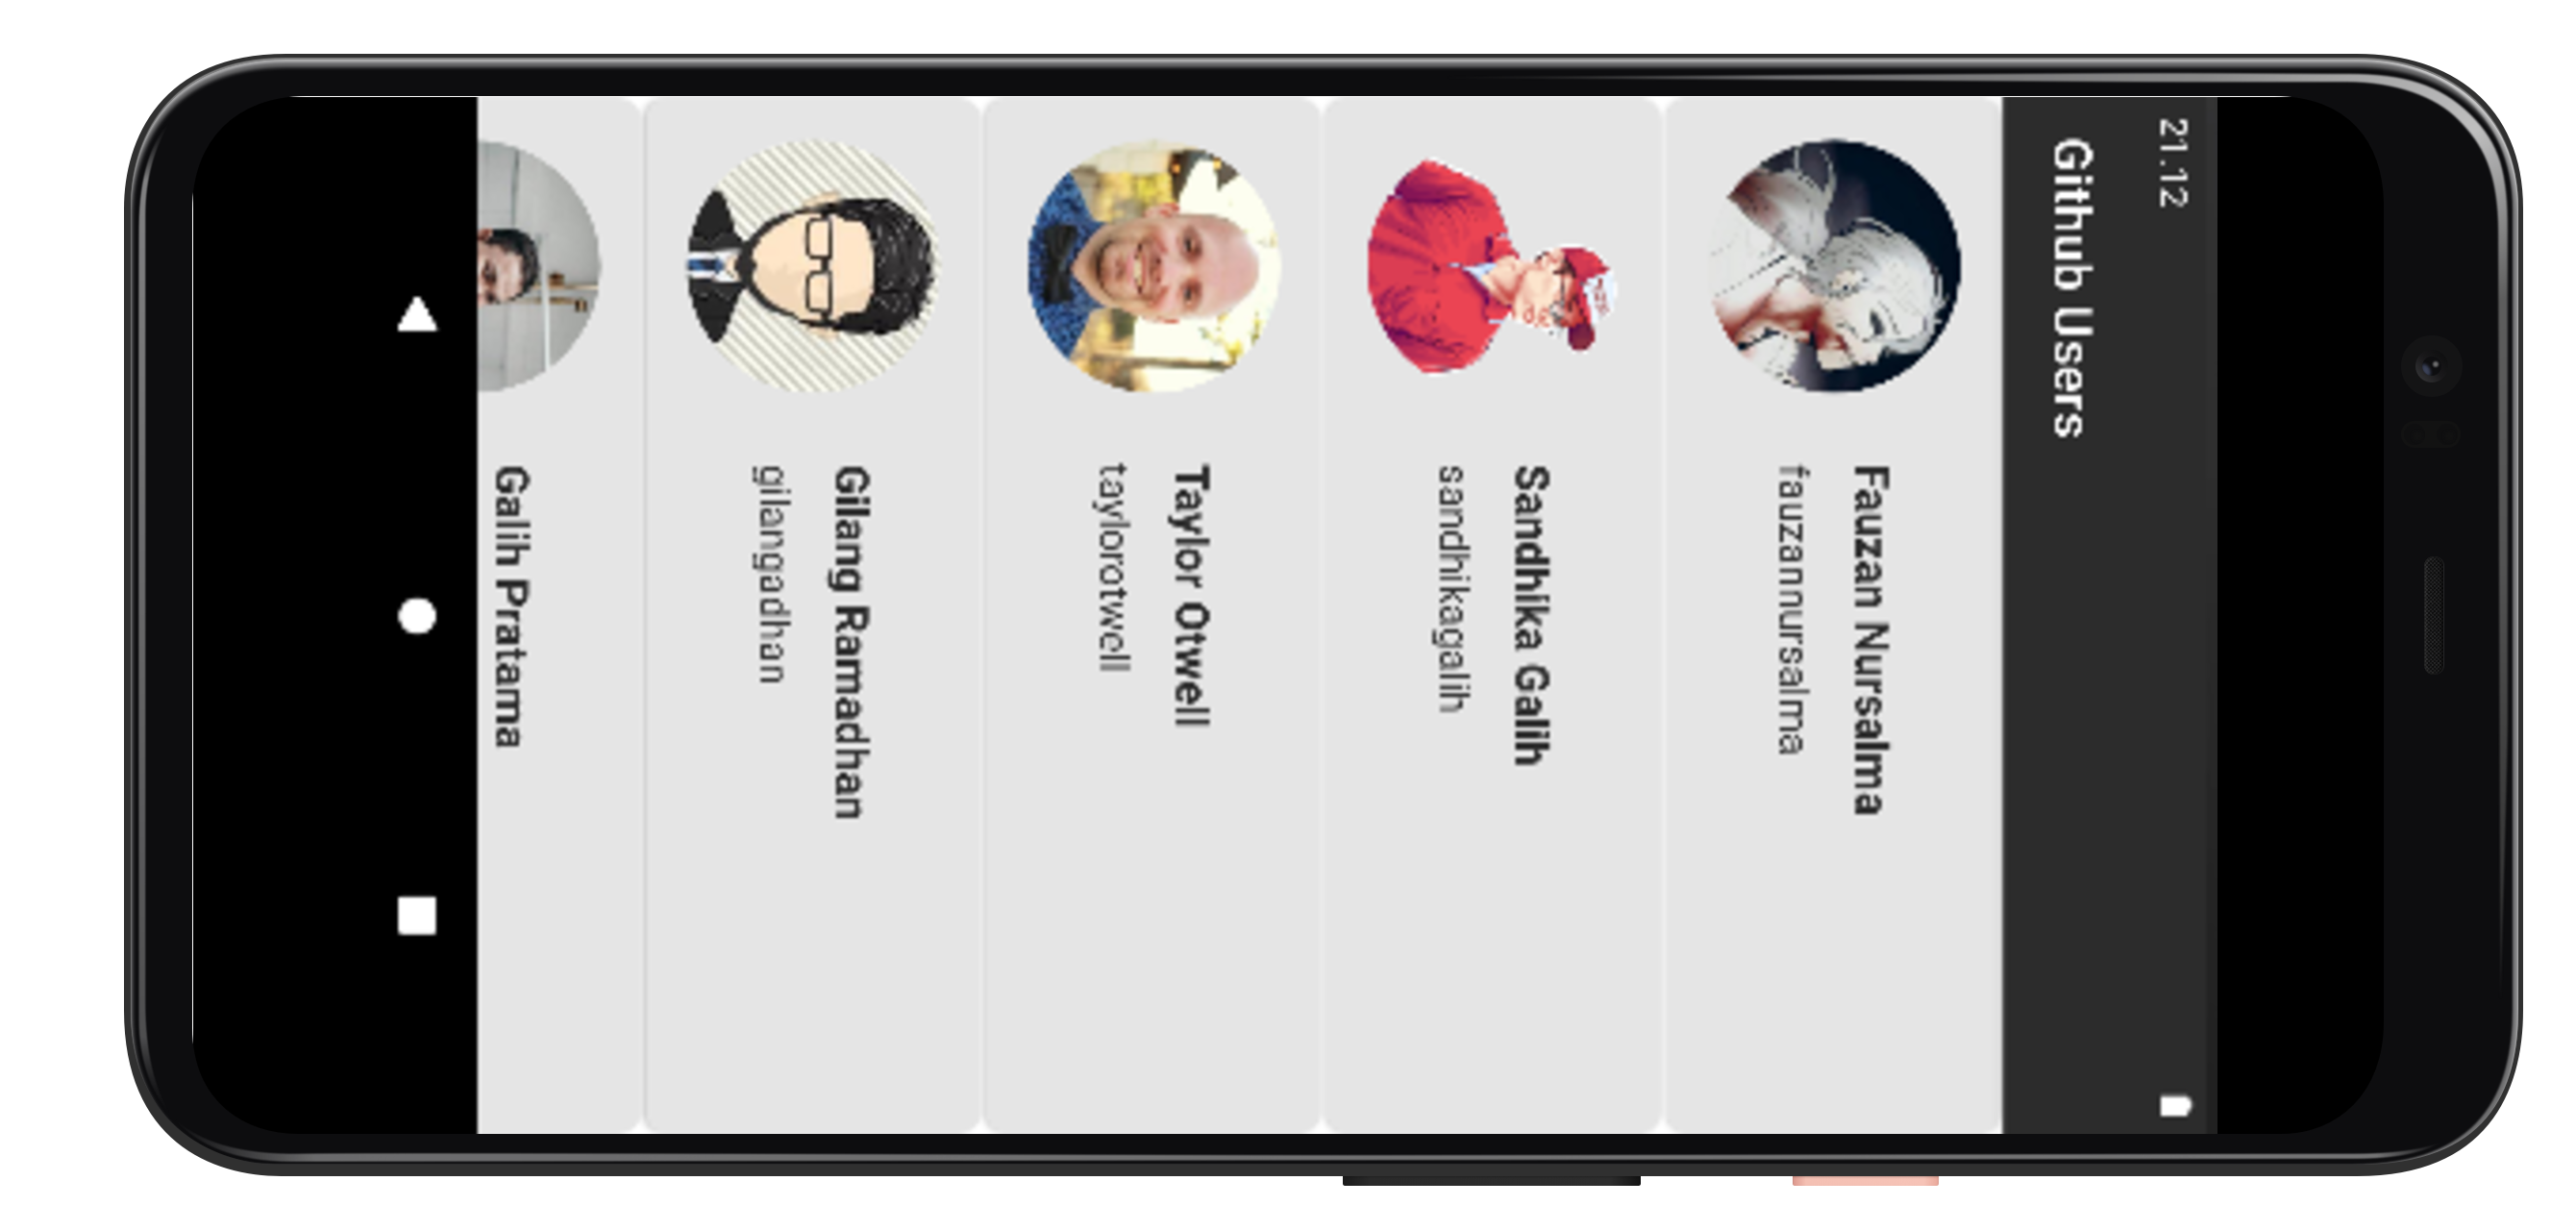 21.12
Github Users
Fauzan Nursalma
fauzannursalma
Sandhika Galih
sandhikagalih
Taylor Otwell
taylorotwell
Gilang Ramadhan
gilangadhan
Galih Pratama